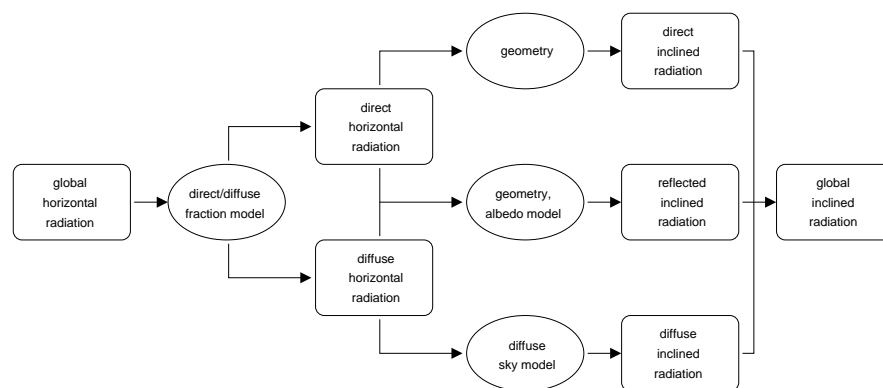 global
horizontal
radiation
direct/diffuse
fraction model
direct
horizontal
radiation
diffuse
horizontal
radiation
geometry
geometry,
albedo model
diffuse
sky model
direct
inclined
radiation
reflected
inclined
radiation
diffuse
inclined
radiation
global
inclined
radiation